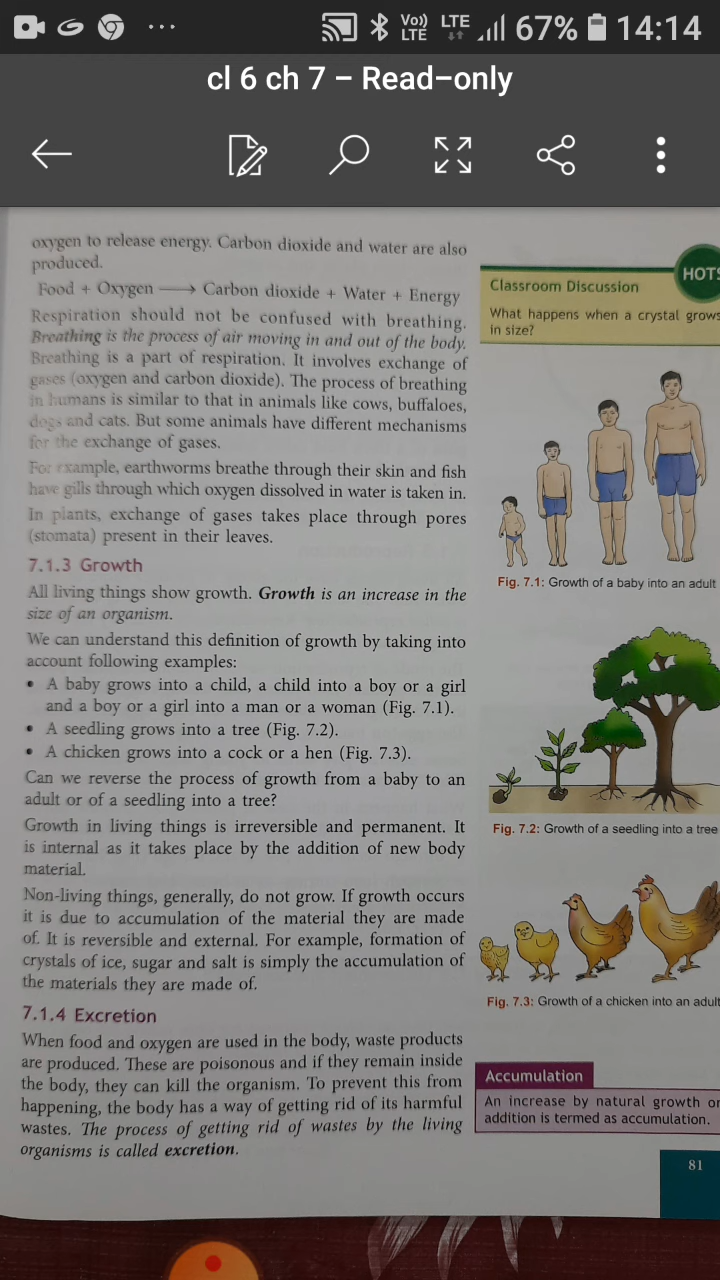 Vo)) LTE
LTE
67%
14:14
cl 6 ch 7 – Read-only
oxygen to release energy. Carbon dioxide and water are also
produced.
Food + Oxygen ⟶ Carbon dioxide + Water + Energy
Respiration should not be confused with breathing.
Breathing is the process of air moving in and out of the body.
Breathing is a part of respiration. It involves exchange of
gases (oxygen and carbon dioxide). The process of breathing
in humans is similar to that in animals like cows, buffaloes,
dogs and cats. But some animals have different mechanisms
for the exchange of gases.
For example, earthworms breathe through their skin and fish
have gills through which oxygen dissolved in water is taken in.
In plants, exchange of gases takes place through pores
(stomata) present in their leaves.
7.1.3 Growth
All living things show growth. Growth is an increase in the
size of an organism.
We can understand this definition of growth by taking into
account following examples:
• A baby grows into a child, a child into a boy or a girl
and a boy or a girl into a man or a woman (Fig. 7.1).
• A seedling grows into a tree (Fig. 7.2).
• A chicken grows into a cock or a hen (Fig. 7.3).
Can we reverse the process of growth from a baby to an
adult or of a seedling into a tree?
Growth in living things is irreversible and permanent. It
is internal as it takes place by the addition of new body
material.
Non-living things, generally, do not grow. If growth occurs
it is due to accumulation of the material they are made
of. It is reversible and external. For example, formation of
crystals of ice, sugar and salt is simply the accumulation of
the materials they are made of.
7.1.4 Excretion
When food and oxygen are used in the body, waste products
are produced. These are poisonous and if they remain inside
the body, they can kill the organism. To prevent this from
happening, the body has a way of getting rid of its harmful
wastes. The process of getting rid of wastes by the living
organisms is called excretion.
HOTS
Classroom Discussion
What happens when a crystal grows
in size?
Fig. 7.1: Growth of a baby into an adult
Fig. 7.2: Growth of a seedling into a tree
Fig. 7.3: Growth of a chicken into an adult
Accumulation
An increase by natural growth or
addition is termed as accumulation.
81